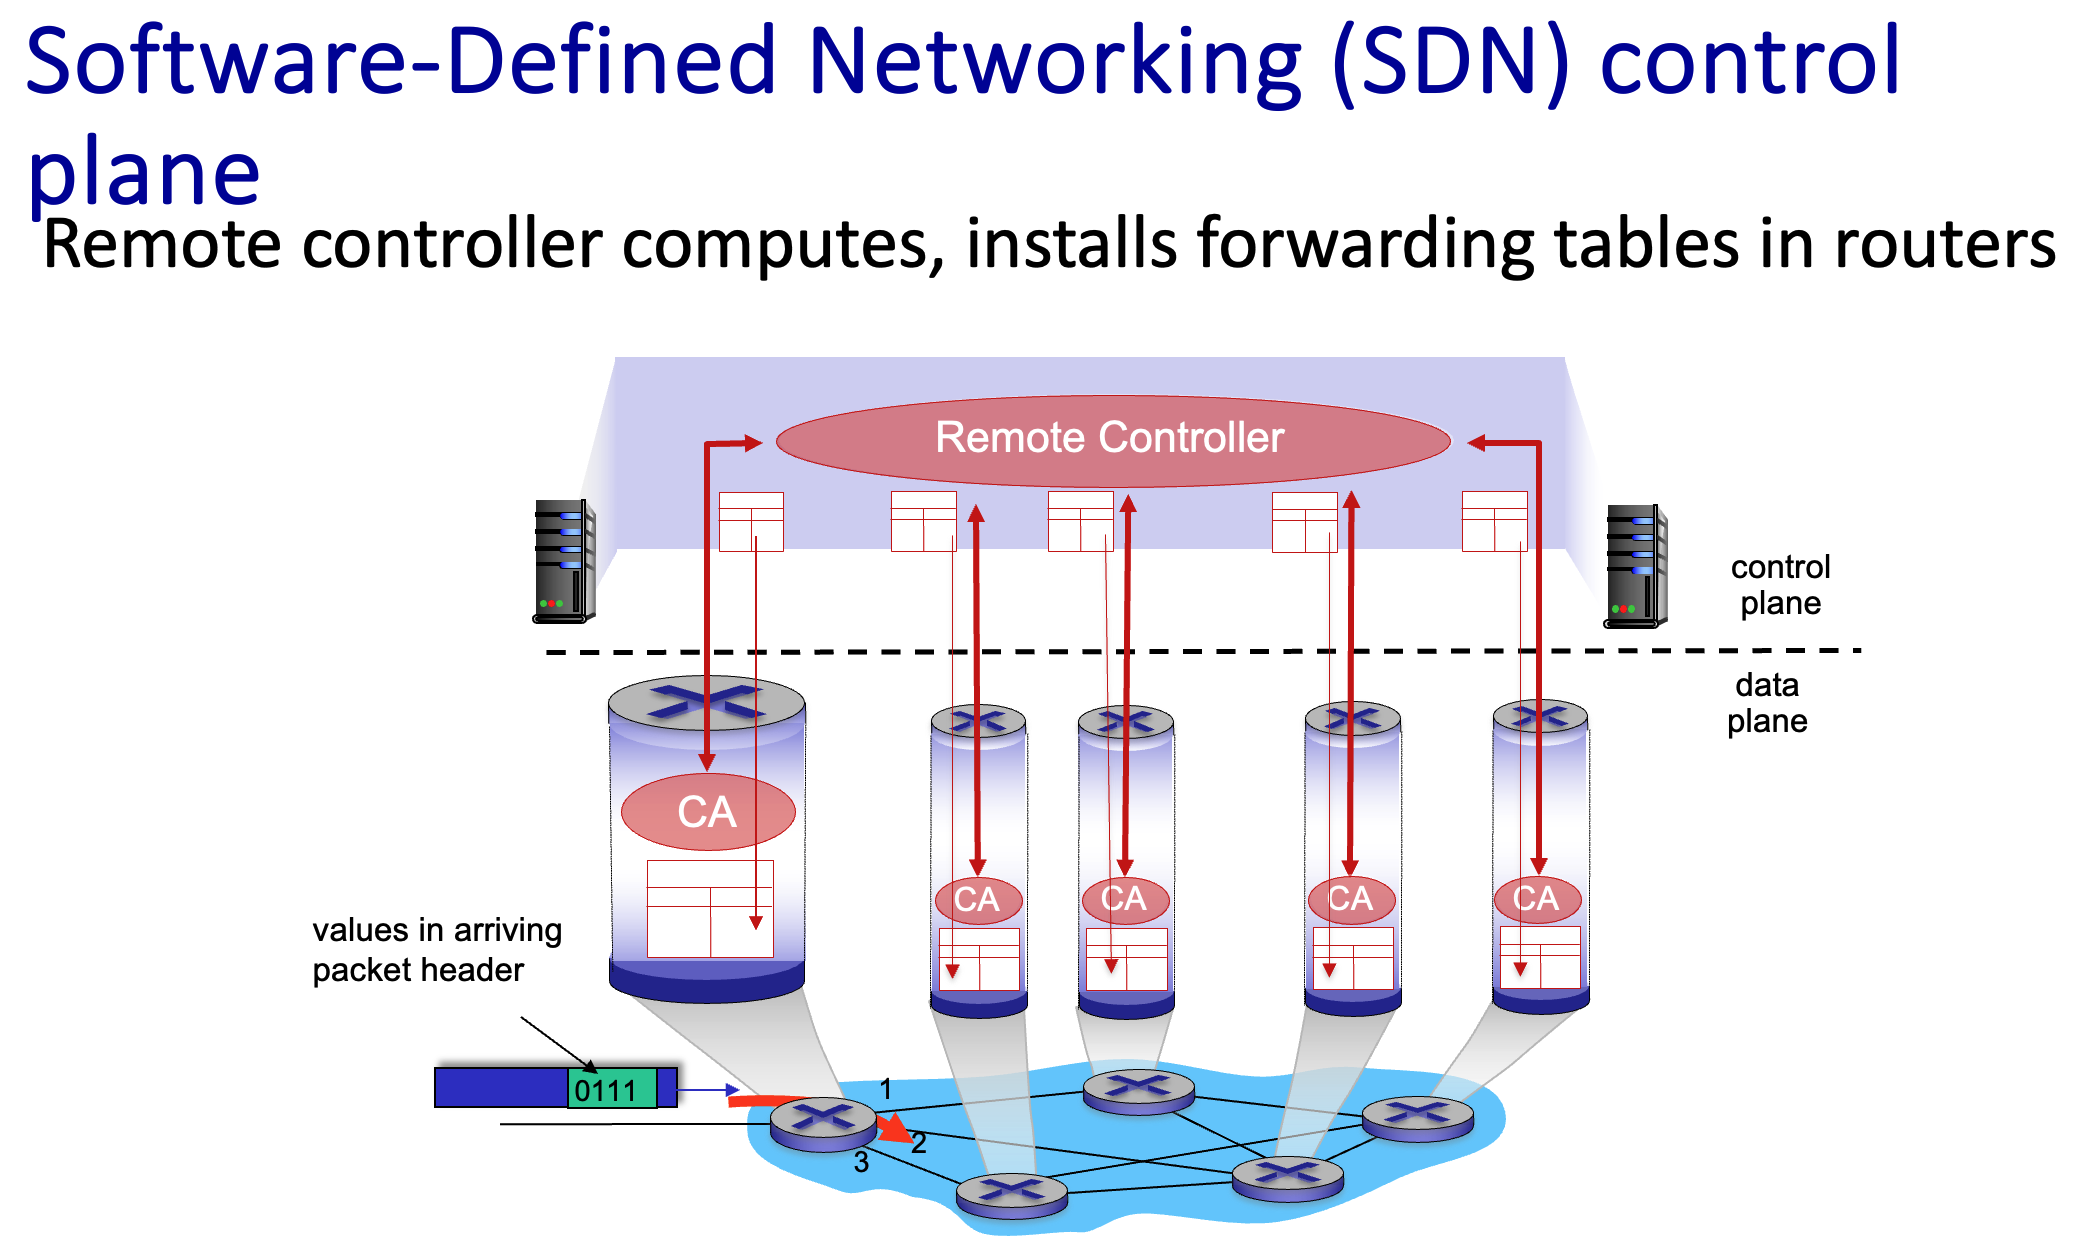 Software-Defined Networking (SDN) control
plane
Remote controller computes, installs forwarding tables in routers
Remote Controller
control
plane
data
plane
CA
CA
CA
CA
CA
values in arriving
packet header
0111
1
2
3